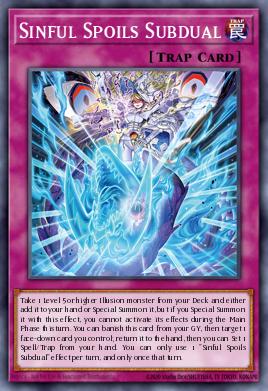 Sinful Spoils Subdual
TRAP
罠
[Trap Card]
Take 1 Level 5 or higher Illusion monster from your Deck and either
add it to your hand or Special Summon it, but if you Special Summon
it with this effect, you cannot activate its effects during the Main
Phase this turn. You can banish this card from your GY, then target 1
face-down card you control; return it to the hand, then you can Set 1
Spell/Trap from your hand. You can only use 1 "Sinful Spoils
Subdual" effect per turn, and only once that turn.